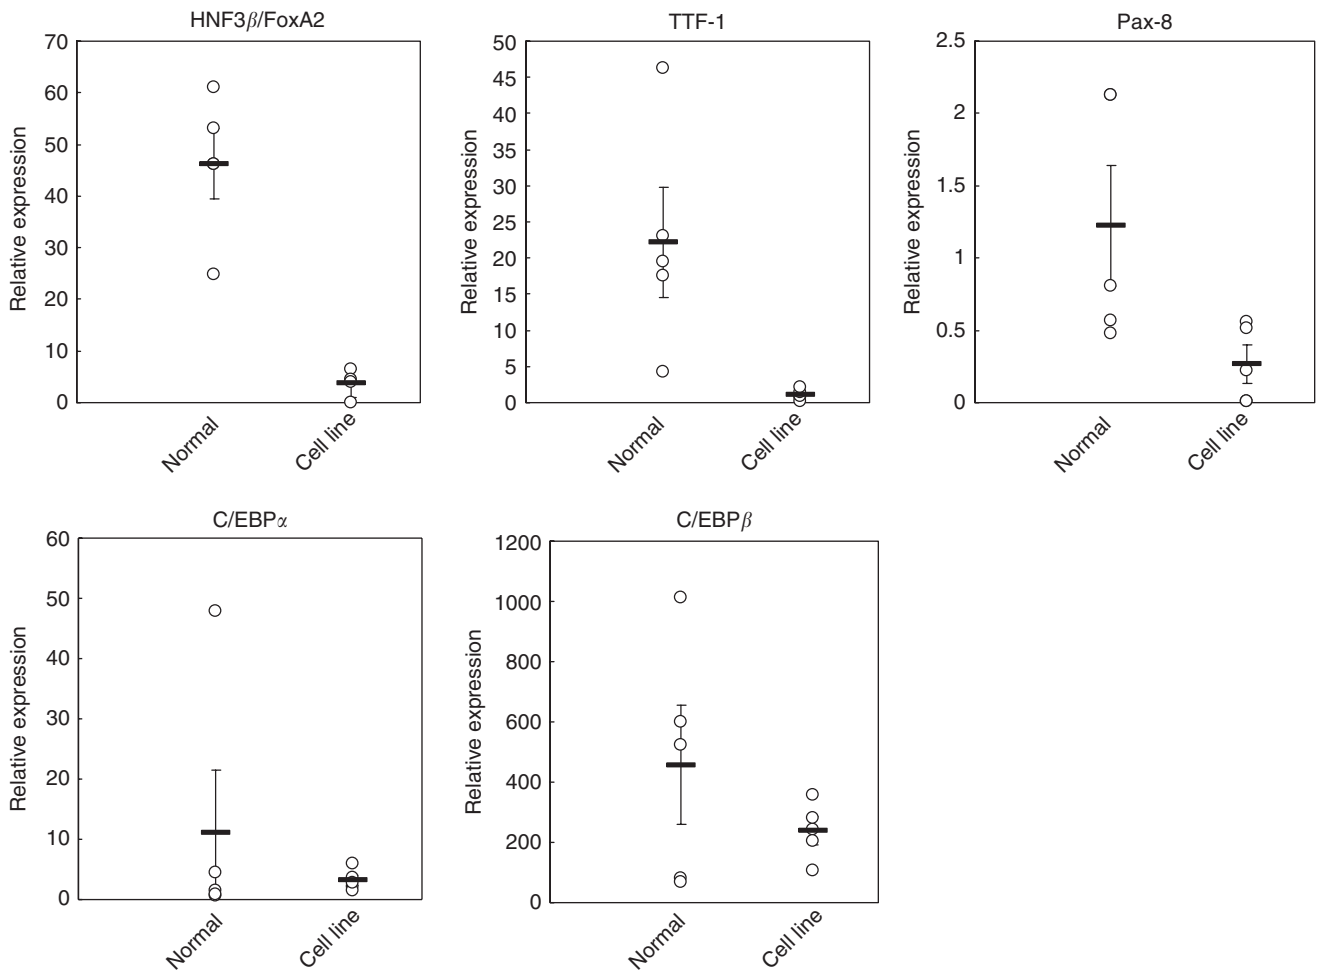 HNF3β/FoxA2
Relative expression
70
60
50
40
30
20
10
0
Normal
Cell line
TTF-1
Relative expression
50
45
40
35
30
25
20
15
10
5
0
Normal
Cell line
Pax-8
Relative expression
2.5
2
1.5
1
0.5
0
Normal
Cell line
C/EBPα
Relative expression
60
50
40
30
20
10
0
Normal
Cell line
C/EBPβ
Relative expression
1200
1000
800
600
400
200
0
Normal
Cell line